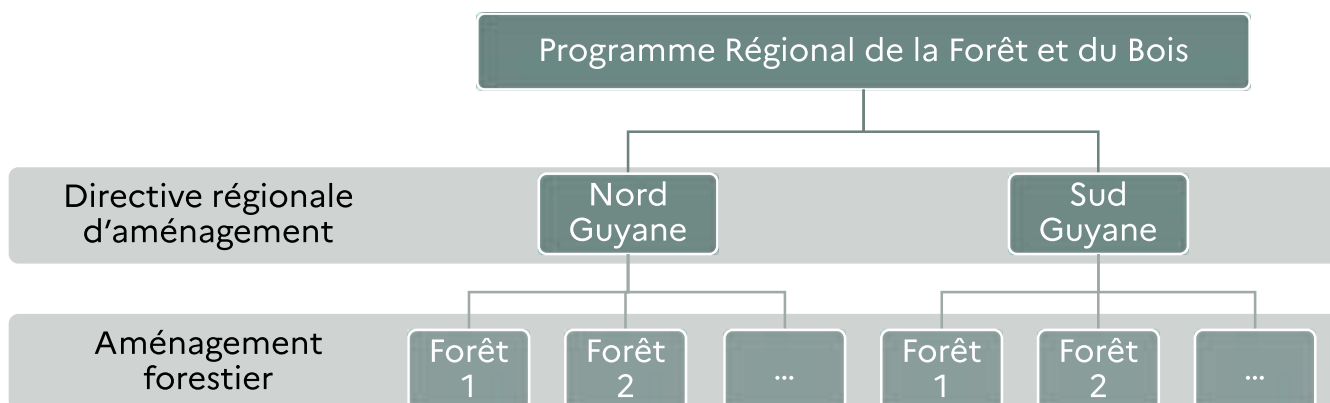 Programme Régional de la Forêt et du Bois
Directive régionale
d’aménagement
Nord
Guyane
Sud
Guyane
Aménagement
forestier
Forêt
1
Forêt
2
...
Forêt
1
Forêt
2
...